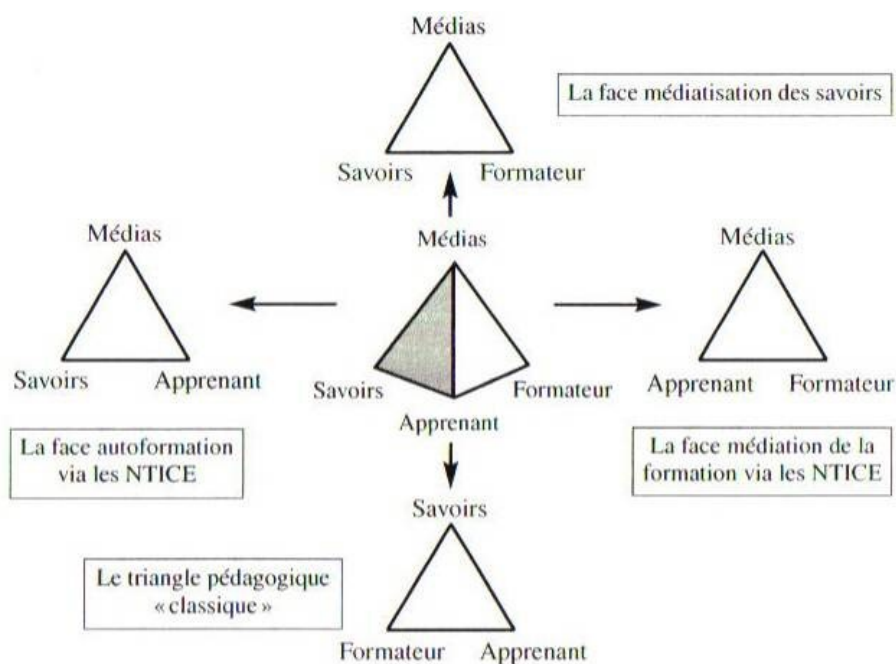 Médias
La face médiatisation des savoirs
Savoirs Formateur
Médias
Médias
Médias
Savoirs Apprenant
Savoirs
Formateur
Apprenant
Apprenant Formateur
La face autoformation
via les NTICE
La face médiation de la
formation via les NTICE
Savoirs
Le triangle pédagogique
« classique »
Formateur Apprenant